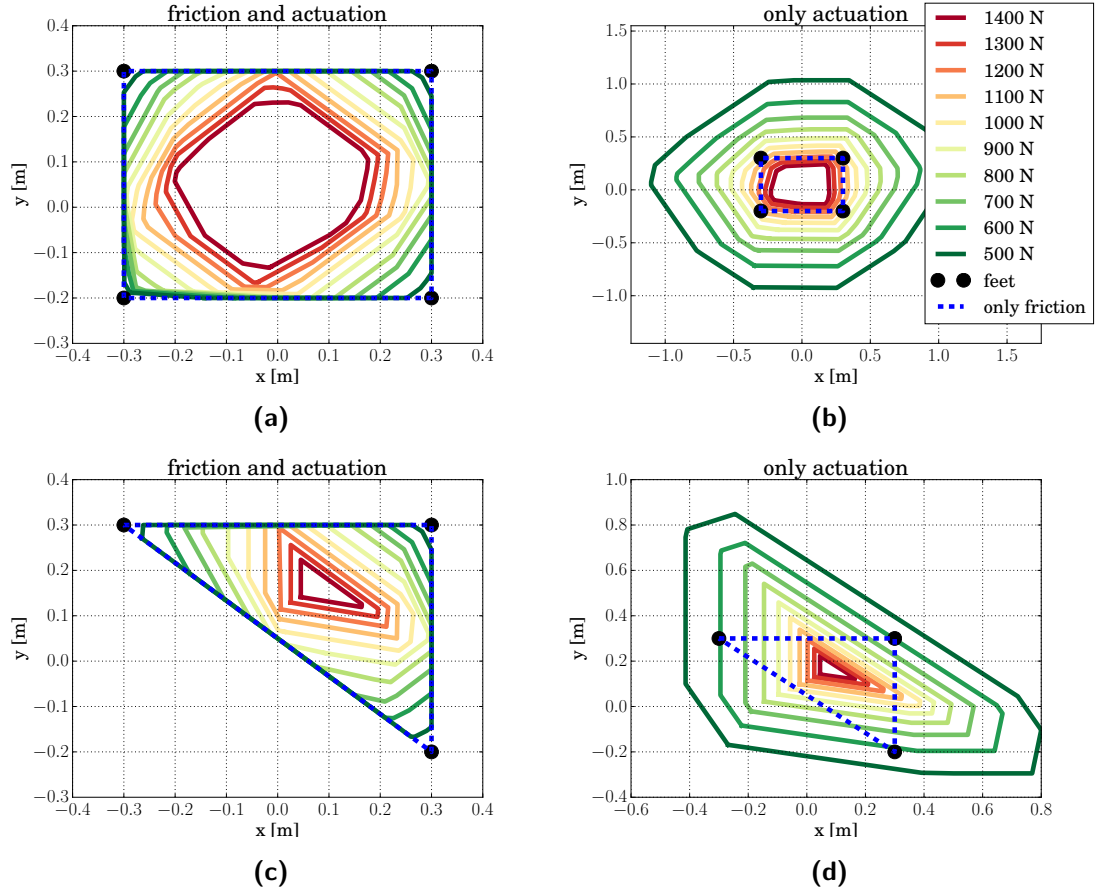 friction and actuation
0.4
0.3
0.2
0.1
0.0
−0.1
−0.2
−0.3
y [m]
−0.4 −0.3 −0.2 −0.1 0.0 0.1 0.2 0.3 0.4
x [m]
(a)
only actuation
1.5
1.0
0.5
0.0
−0.5
−1.0
y [m]
−1.0 −0.5 0.0 0.5 1.0 1.5
x [m]
(b)
1400 N
1300 N
1200 N
1100 N
1000 N
900 N
800 N
700 N
600 N
500 N
feet
only friction
friction and actuation
0.4
0.3
0.2
0.1
0.0
−0.1
−0.2
−0.3
y [m]
−0.4 −0.3 −0.2 −0.1 0.0 0.1 0.2 0.3 0.4
x [m]
(c)
only actuation
1.0
0.8
0.6
0.4
0.2
0.0
−0.2
−0.4
y [m]
−0.6 −0.4 −0.2 0.0 0.2 0.4 0.6 0.8
x [m]
(d)